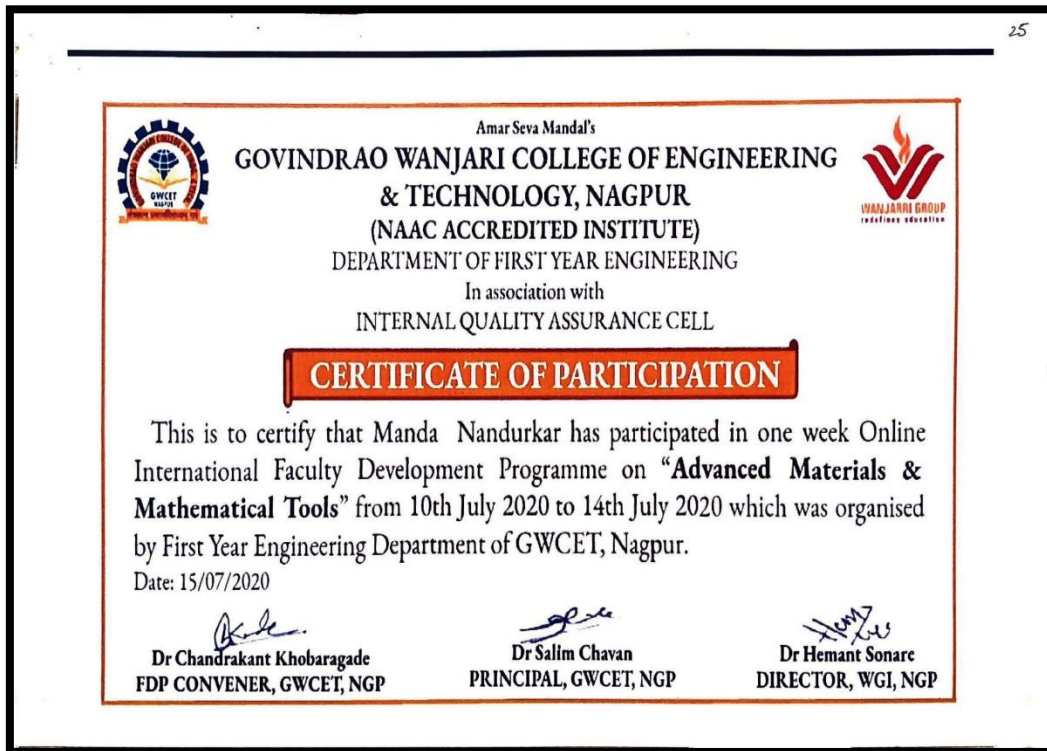 25
Amar Seva Mandal's
GOVINDRAO WANJARI COLLEGE OF ENGINEERING
& TECHNOLOGY, NAGPUR
(NAAC ACCREDITED INSTITUTE)
DEPARTMENT OF FIRST YEAR ENGINEERING
In association with
INTERNAL QUALITY ASSURANCE CELL
GWCET
NAGPUR
WANJARRI GROUP
redefines education
CERTIFICATE OF PARTICIPATION
This is to certify that Manda Nandurkar has participated in one week Online
International Faculty Development Programme on “Advanced Materials &
Mathematical Tools” from 10th July 2020 to 14th July 2020 which was organised
by First Year Engineering Department of GWCET, Nagpur.
Date: 15/07/2020
Dr Chandrakant Khobaragade
FDP CONVENER, GWCET, NGP
Dr Salim Chavan
PRINCIPAL, GWCET, NGP
Dr Hemant Sonare
DIRECTOR, WGI, NGP